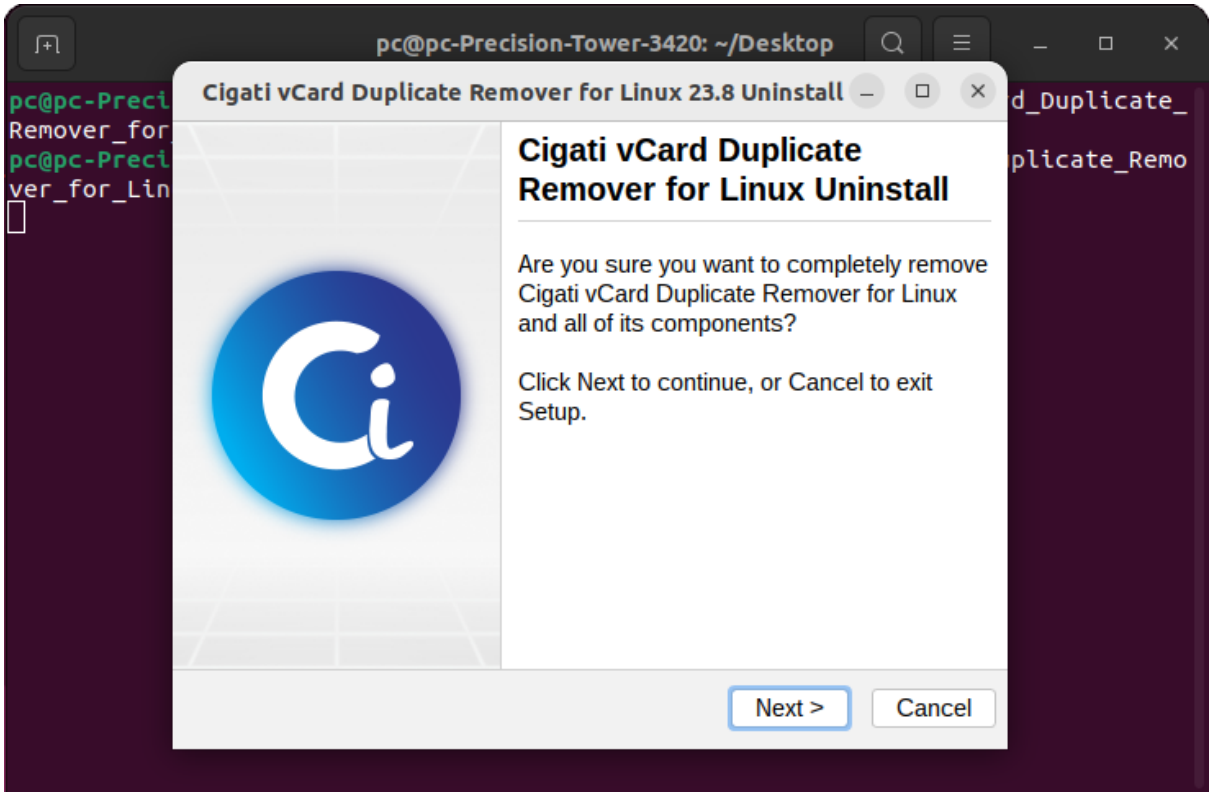 pc@pc-Precision-Tower-3420: ~/Desktop
Cigati vCard Duplicate Remover for Linux 23.8 Uninstall
pc@pc-Preci d_Duplicate_
Remover_for_
pc@pc-Preci plicate_Remo
ver_for_Lin
Cigati vCard Duplicate
Remover for Linux Uninstall
Are you sure you want to completely remove
Cigati vCard Duplicate Remover for Linux
and all of its components?
Click Next to continue, or Cancel to exit
Setup.
Ci
Next >
Cancel